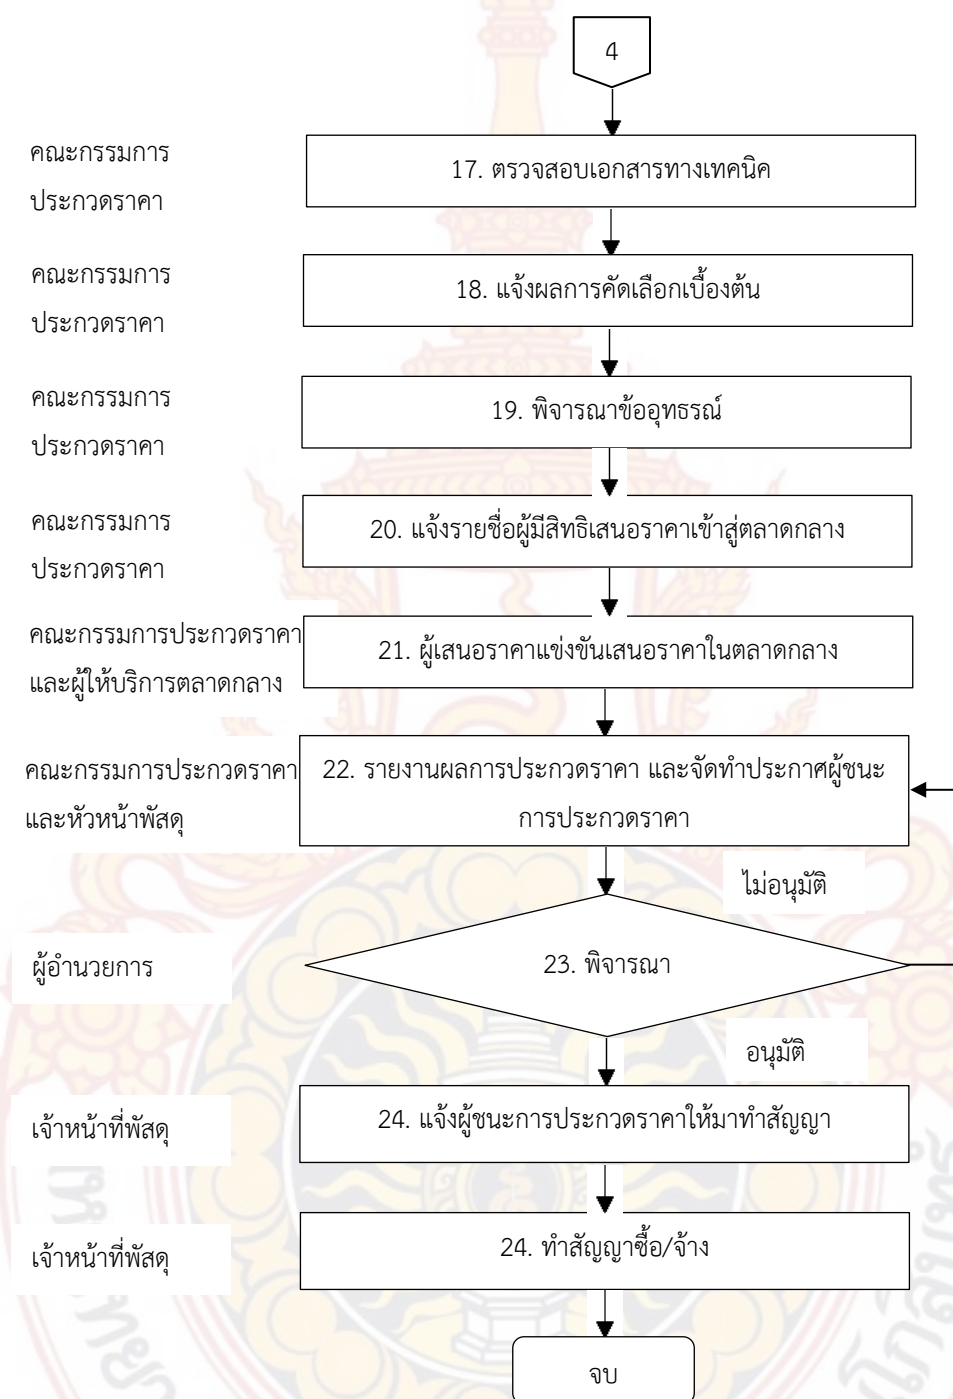 4
คณะกรรมการ
ประกวดราคา
17. ตรวจสอบเอกสารทางเทคนิค
คณะกรรมการ
ประกวดราคา
18. แจ้งผลการคัดเลือกเบื้องต้น
คณะกรรมการ
ประกวดราคา
19. พิจารณาข้ออุทธรณ์
คณะกรรมการ
ประกวดราคา
20. แจ้งรายชื่อผู้มีสิทธิเสนอราคาเข้าสู่ตลาดกลาง
คณะกรรมการประกวดราคา
และผู้ให้บริการตลาดกลาง
21. ผู้เสนอราคาแข่งขันเสนอราคาในตลาดกลาง
คณะกรรมการประกวดราคา
และหัวหน้าพัสดุ
22. รายงานผลการประกวดราคา และจัดทำประกาศผู้ชนะ
การประกวดราคา
ไม่อนุมัติ
ผู้อำนวยการ
23. พิจารณา
อนุมัติ
เจ้าหน้าที่พัสดุ
24. แจ้งผู้ชนะการประกวดราคาให้มาทำสัญญา
เจ้าหน้าที่พัสดุ
24. ทำสัญญาซื้อ/จ้าง
จบ